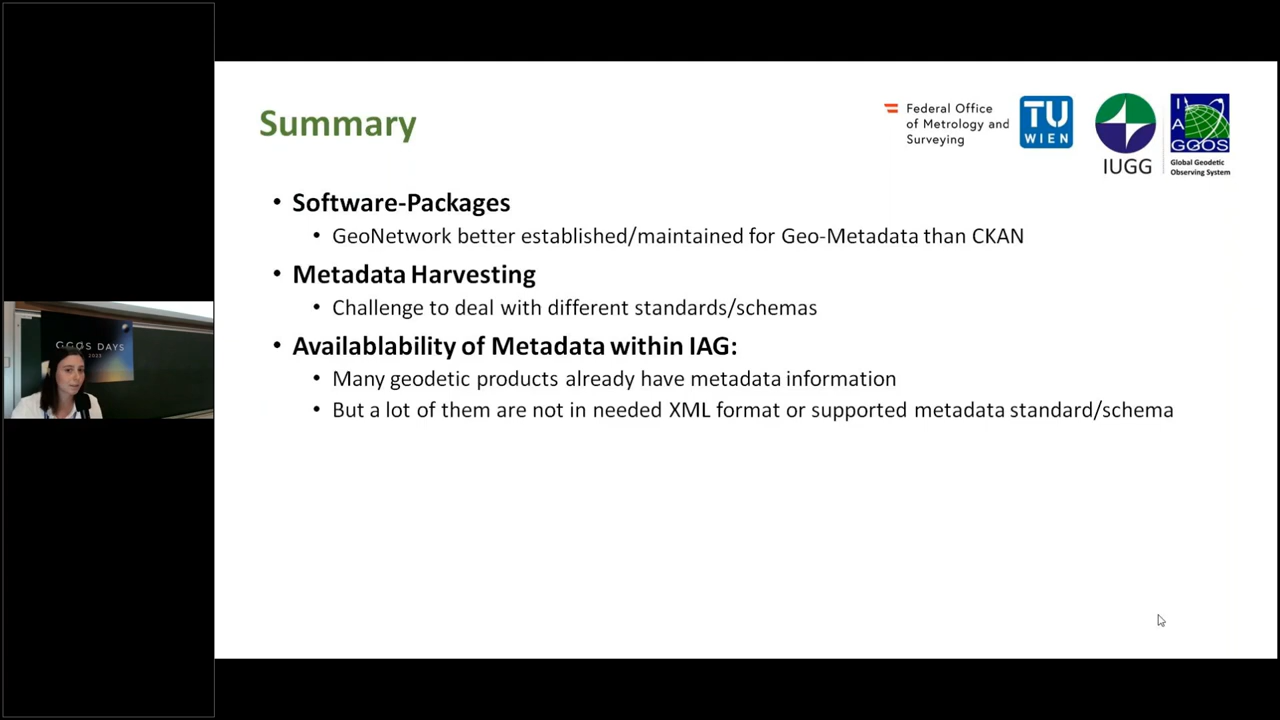 Summary
Federal Office
of Metrology and
Surveying
TU
WIEN
IUGG
I
A
GGOS
Global Geodetic
Observing System
• Software-Packages
• GeoNetwork better established/maintained for Geo-Metadata than CKAN
• Metadata Harvesting
• Challenge to deal with different standards/schemas
• Availablability of Metadata within IAG:
• Many geodetic products already have metadata information
• But a lot of them are not in needed XML format or supported metadata standard/schema
GGOS DAYS
2023